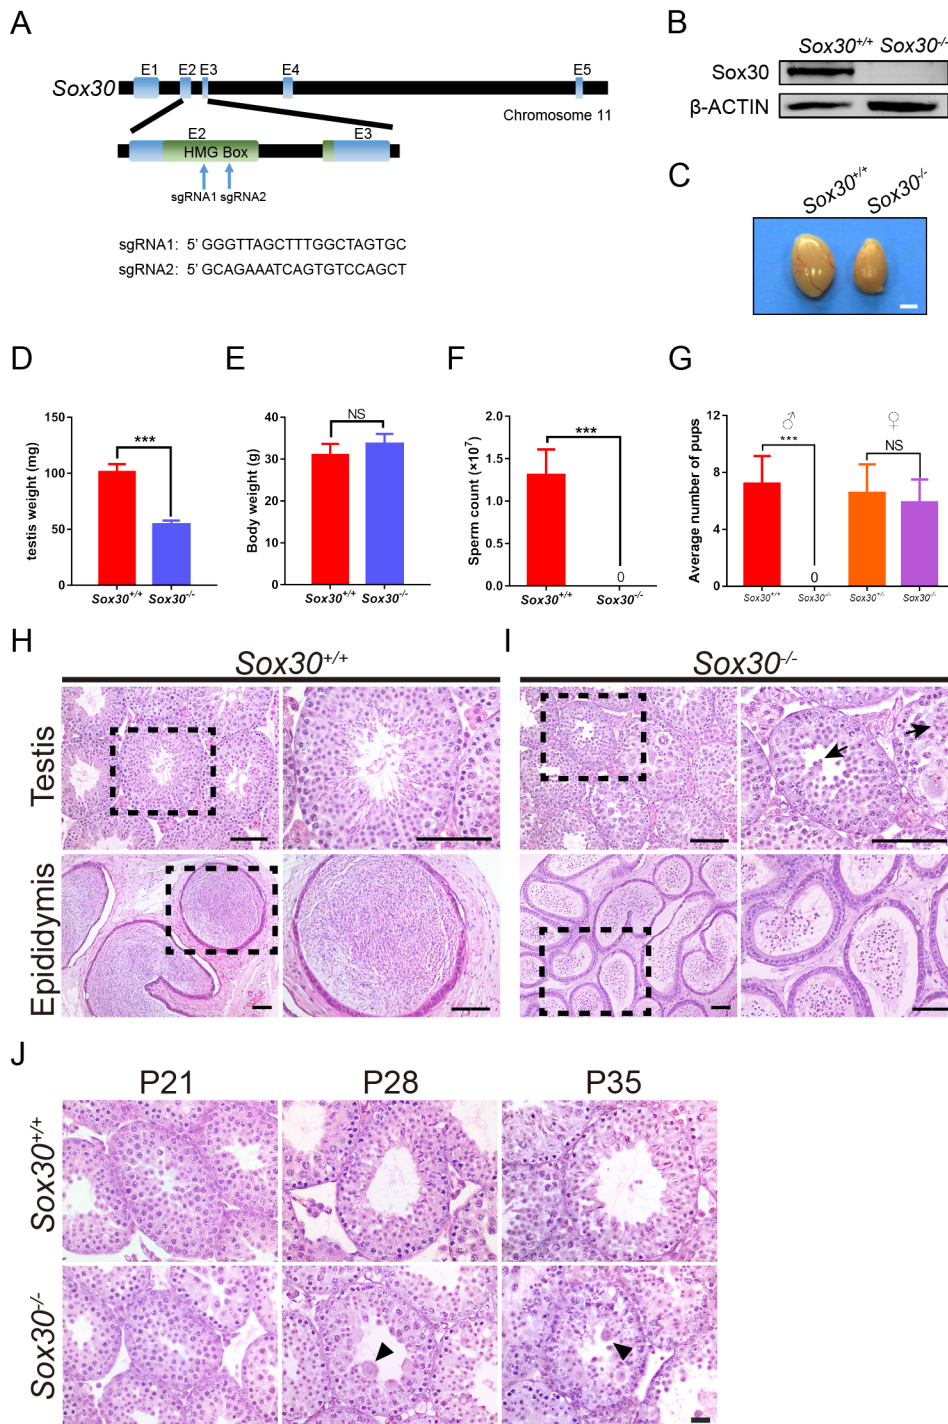 A
E1 E2 E3 E4 E5
Sox30
Chromosome 11
E2 E3
HMG Box
sgRNA1 sgRNA2
sgRNA1: 5' GGGTTAGCTTTGGCTAGTGC
sgRNA2: 5' GCAGAAATCAGTGTCCAGCT
B
Sox30+/+ Sox30-/-
Sox30
β-ACTIN
C
Sox30+/+ Sox30-/-
D
testis weight (mg)
150
100
50
0
***
Sox30+/+ Sox30-/-
E
Body weight (g)
40
30
20
10
0
NS
Sox30+/+ Sox30-/-
F
Sperm count (×10⁷)
2.0
1.5
1.0
0.5
0.0
***
0
Sox30+/+ Sox30-/-
G
Average number of pups
12
9
6
3
0
♂ ♀
*** NS
0
Sox30+/+ Sox30-/- Sox30+/- Sox30-/-
H
Sox30+/+
I
Sox30-/-
Testis
Epididymis
J
P21 P28 P35
Sox30+/+
Sox30-/-